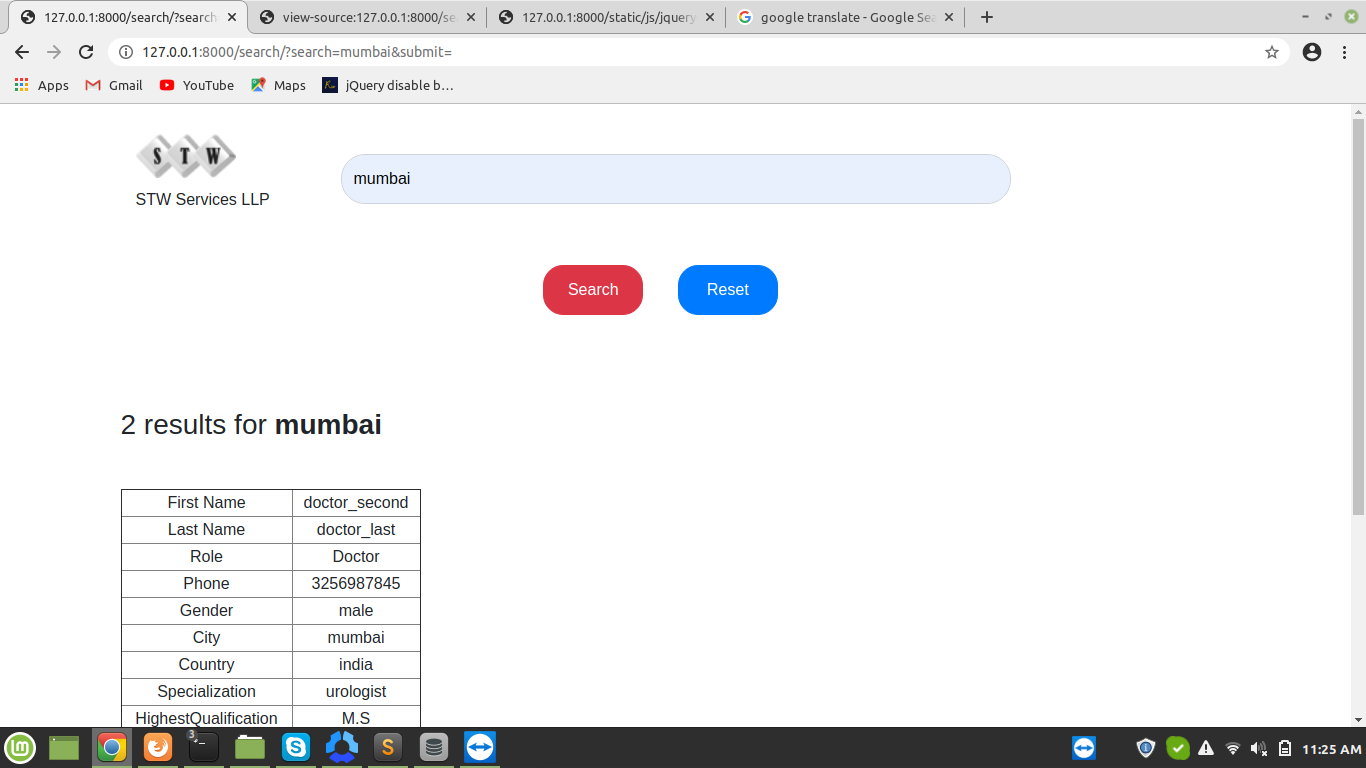 127.0.0.1:8000/search/?search
view-source:127.0.0.1:8000/se
127.0.0.1:8000/static/js/jquery
google translate - Google Sea
127.0.0.1:8000/search/?search=mumbai&submit=
Apps
Gmail
YouTube
Maps
jQuery disable b…
S T W
STW Services LLP
mumbai
Search
Reset
2 results for mumbai
First Name doctor_second
Last Name doctor_last
Role Doctor
Phone 3256987845
Gender male
City mumbai
Country india
Specialization urologist
HighestQualification M.S
3
11:25 AM